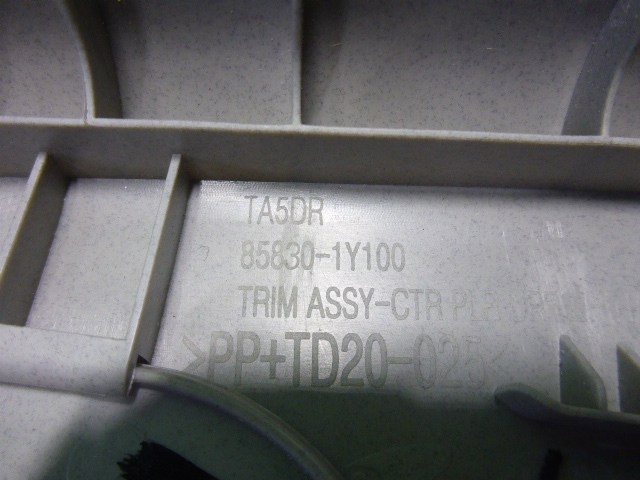 TA5DR
85830-1Y100
TRIM ASSY-CTR
>PP+TD20-025<